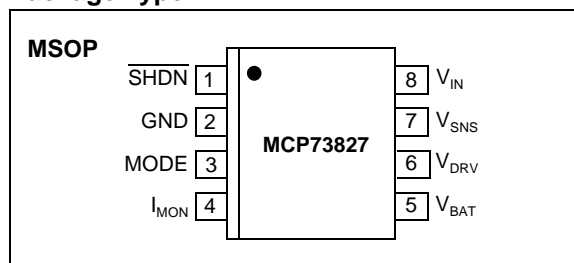 MSOP
SHDN 1
GND 2
MODE 3
IMON 4
MCP73827
8 VIN
7 VSNS
6 VDRV
5 VBAT